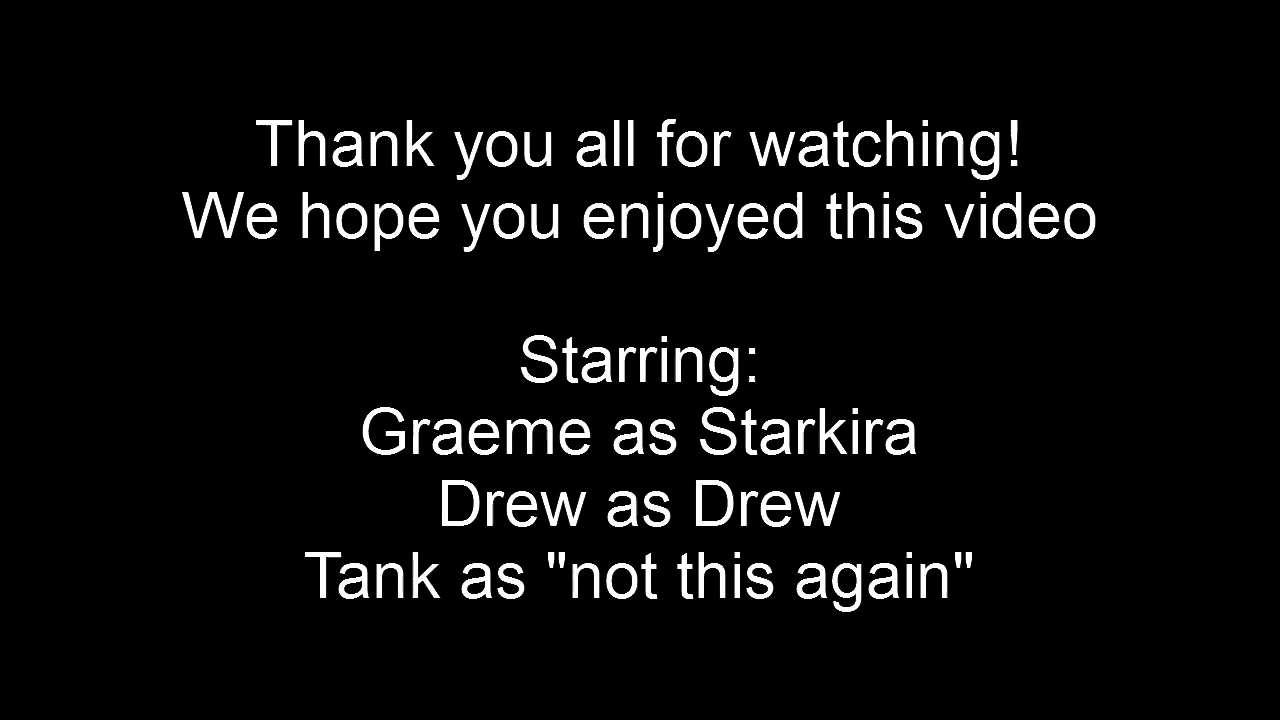 Thank you all for watching!
We hope you enjoyed this video
Starring:
Graeme as Starkira
Drew as Drew
Tank as "not this again"